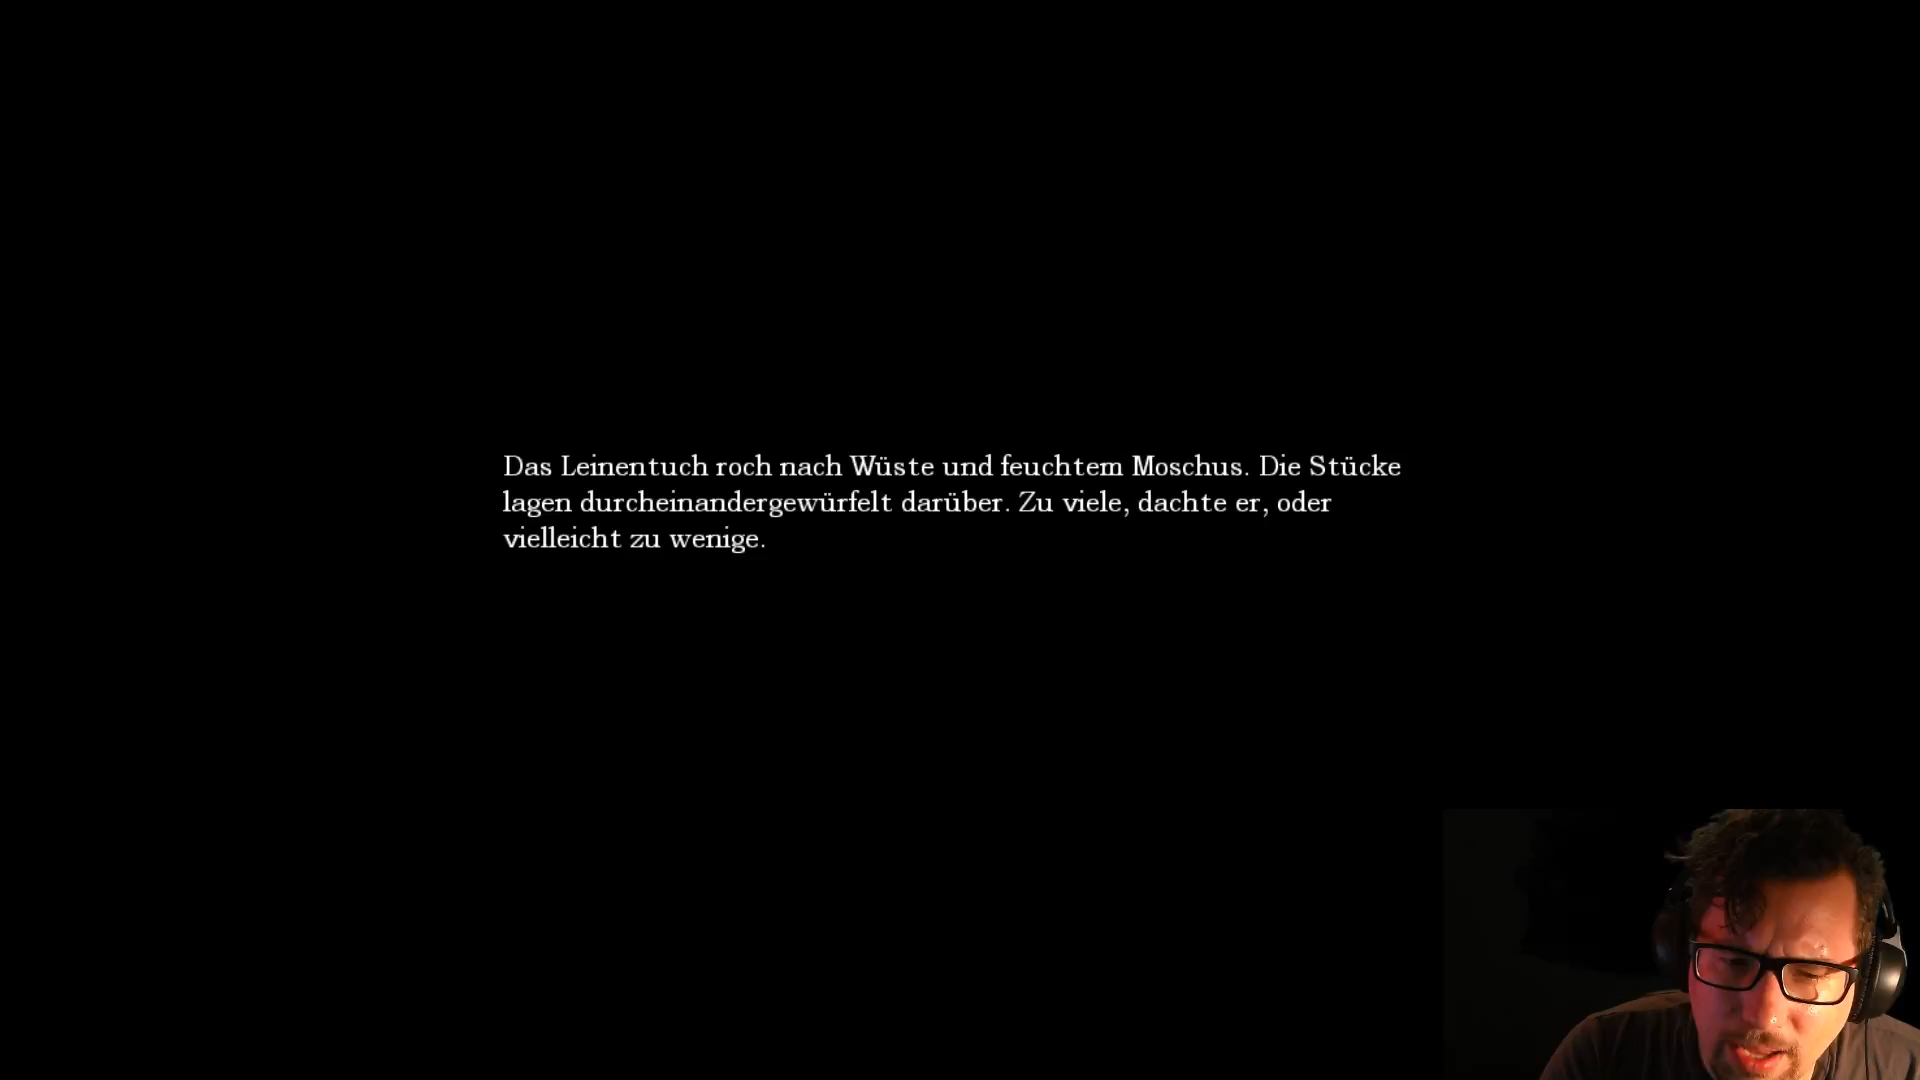 Das Leinentuch roch nach Wüste und feuchtem Moschus. Die Stücke
lagen durcheinandergewürfelt darüber. Zu viele, dachte er, oder
vielleicht zu wenige.